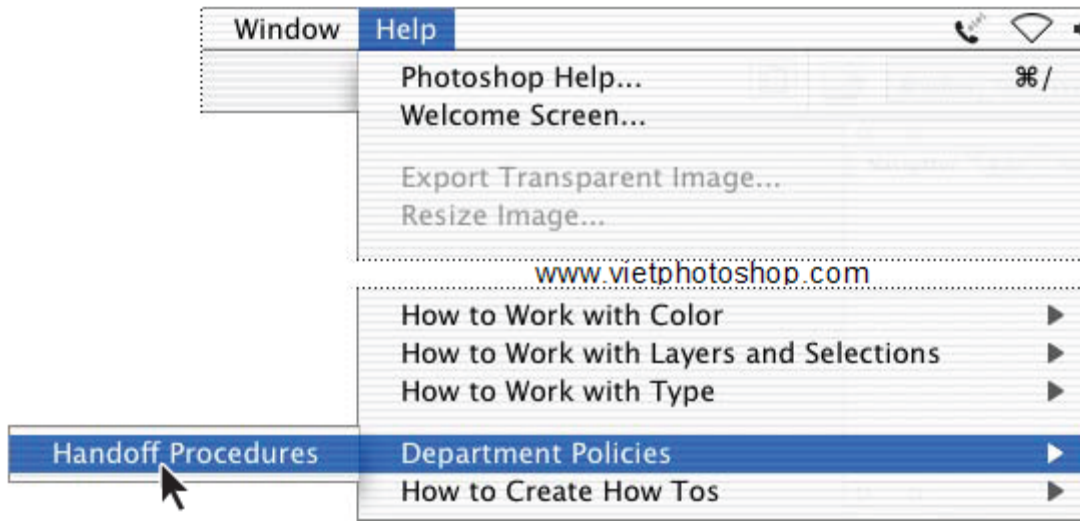 Window Help
Photoshop Help... ⌘/
Welcome Screen...
Export Transparent Image...
Resize Image...
www.vietphotoshop.com
How to Work with Color
How to Work with Layers and Selections
How to Work with Type
Handoff Procedures Department Policies
How to Create How Tos